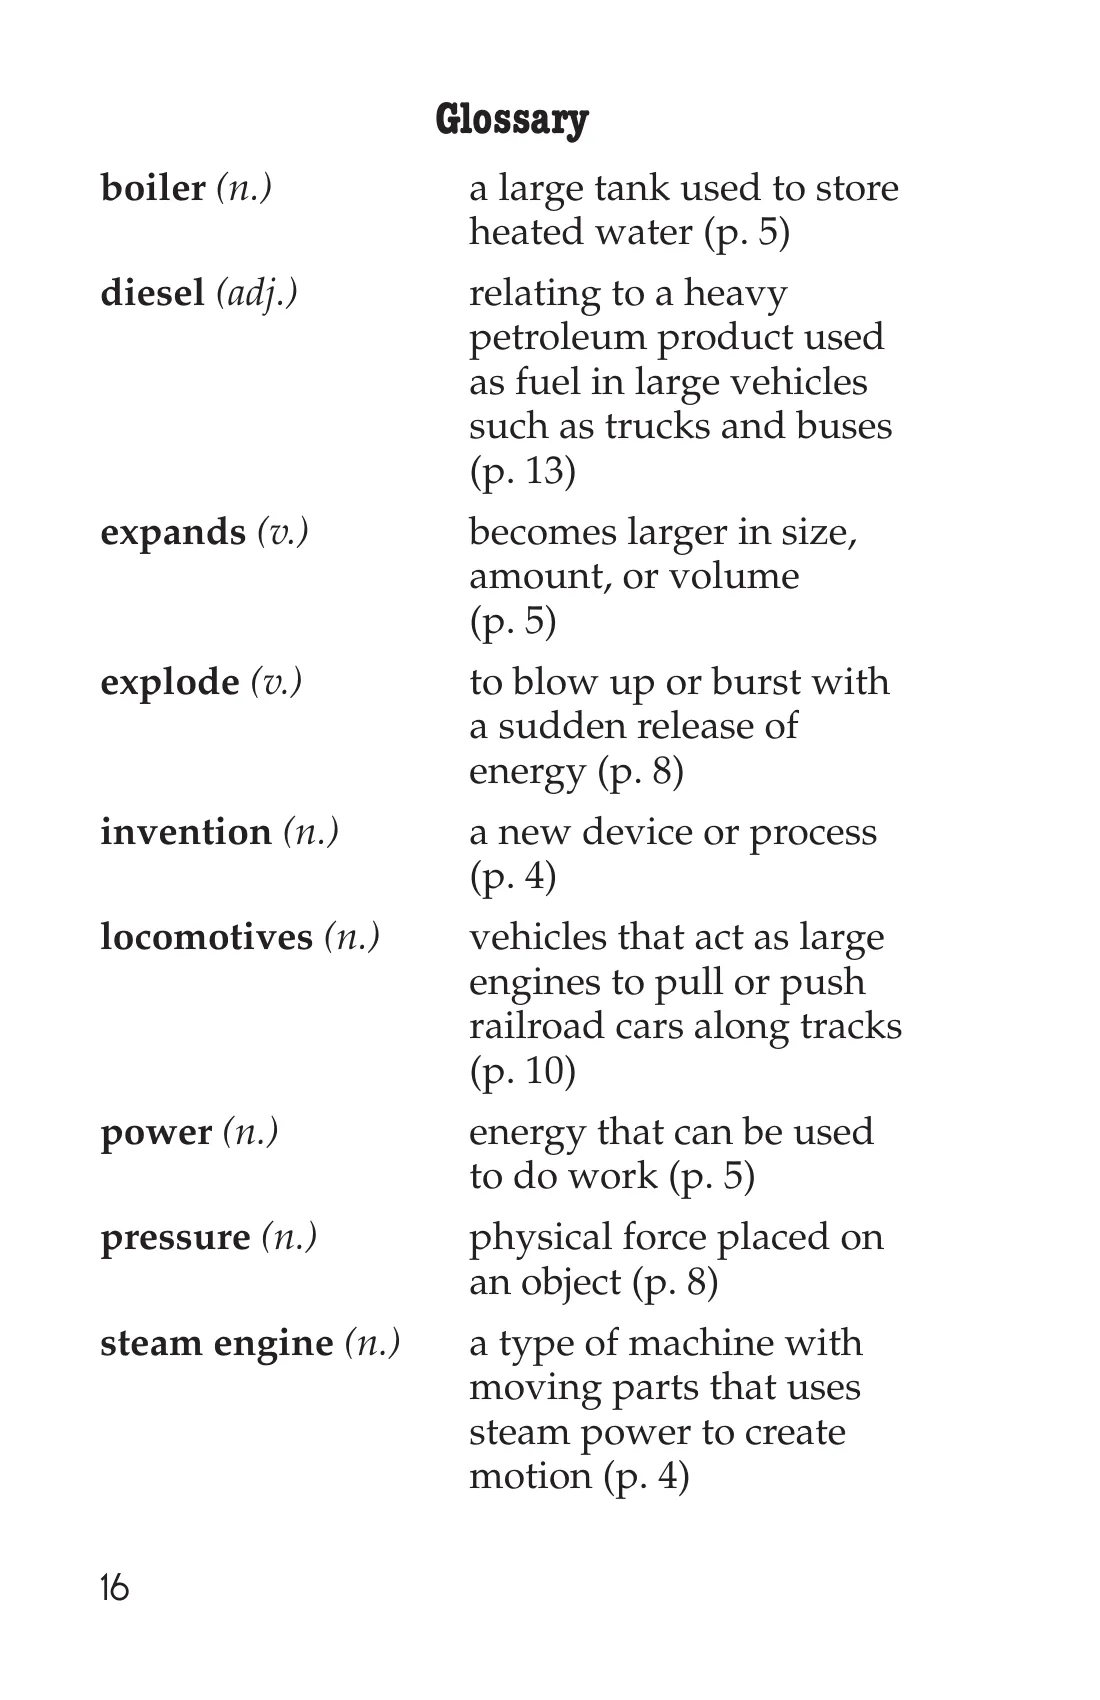 Glossary
boiler (n.) a large tank used to store
heated water (p. 5)
diesel (adj.) relating to a heavy
petroleum product used
as fuel in large vehicles
such as trucks and buses
(p. 13)
expands (v.) becomes larger in size,
amount, or volume
(p. 5)
explode (v.) to blow up or burst with
a sudden release of
energy (p. 8)
invention (n.) a new device or process
(p. 4)
locomotives (n.) vehicles that act as large
engines to pull or push
railroad cars along tracks
(p. 10)
power (n.) energy that can be used
to do work (p. 5)
pressure (n.) physical force placed on
an object (p. 8)
steam engine (n.) a type of machine with
moving parts that uses
steam power to create
motion (p. 4)
16